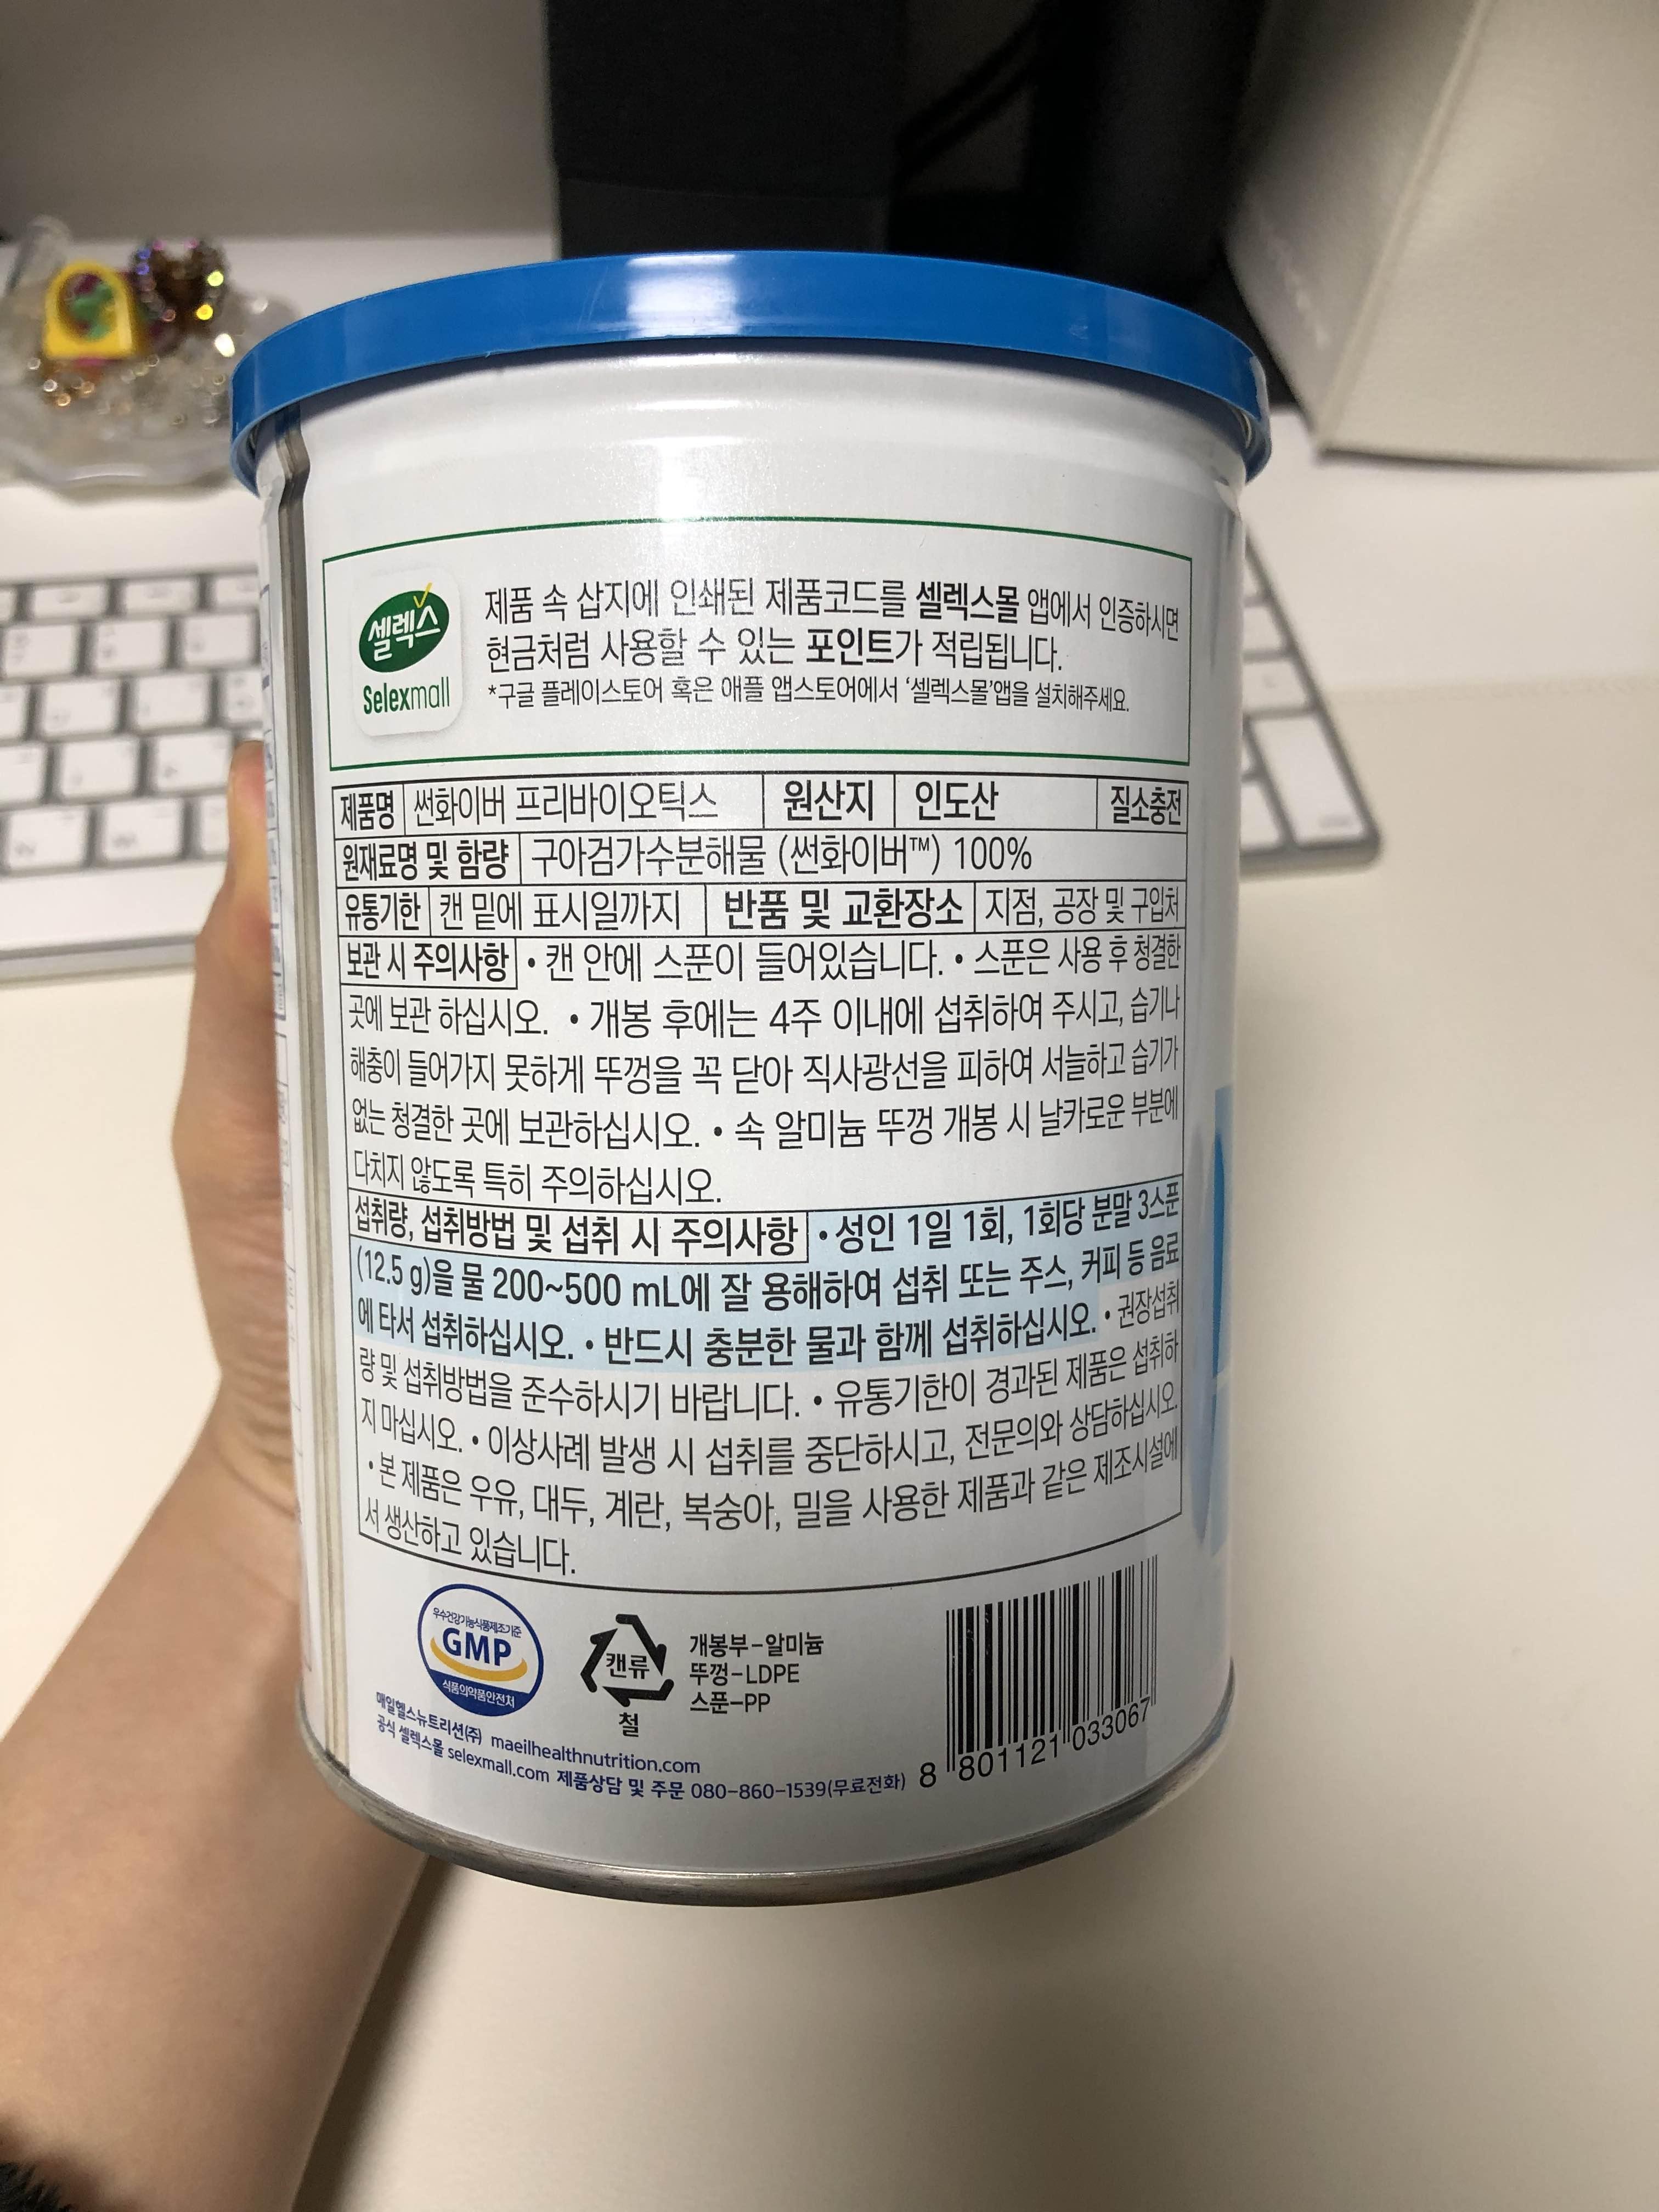 셀렉스
Selexmall
제품 속 삽지에 인쇄된 제품코드를 셀렉스몰 앱에서 인증하시면
현금처럼 사용할 수 있는 포인트가 적립됩니다.
*구글 플레이스토어 혹은 애플 앱스토어에서 ‘셀렉스몰’앱을 설치해주세요.
제품명 썬화이버 프리바이오틱스 원산지 인도산 질소충전
원재료명 및 함량 구아검가수분해물 (썬화이버™) 100%
유통기한 캔 밑에 표시일까지 반품 및 교환장소 지점, 공장 및 구입처
보관 시 주의사항 • 캔 안에 스푼이 들어있습니다. • 스푼은 사용 후 청결한
곳에 보관 하십시오. • 개봉 후에는 4주 이내에 섭취하여 주시고, 습기나
해충이 들어가지 못하게 뚜껑을 꼭 닫아 직사광선을 피하여 서늘하고 습기가
없는 청결한 곳에 보관하십시오. • 속 알미늄 뚜껑 개봉 시 날카로운 부분에
다치지 않도록 특히 주의하십시오.
섭취량, 섭취방법 및 섭취 시 주의사항 • 성인 1일 1회, 1회당 분말 3스푼
(12.5 g)을 물 200~500 mL에 잘 용해하여 섭취 또는 주스, 커피 등 음료
에 타서 섭취하십시오. • 반드시 충분한 물과 함께 섭취하십시오. • 권장섭취
량 및 섭취방법을 준수하시기 바랍니다. • 유통기한이 경과된 제품은 섭취하
지 마십시오. • 이상사례 발생 시 섭취를 중단하시고, 전문의와 상담하십시오.
• 본 제품은 우유, 대두, 계란, 복숭아, 밀을 사용한 제품과 같은 제조시설에
서 생산하고 있습니다.
우수건강기능식품제조기준
GMP
식품의약품안전처
캔류
철
개봉부-알미늄
뚜껑-LDPE
스푼-PP
매일헬스뉴트리션(주) maeilhealthnutrition.com
공식 셀렉스몰 selexmall.com 제품상담 및 주문 080-860-1539(무료전화)
8 801121 033067